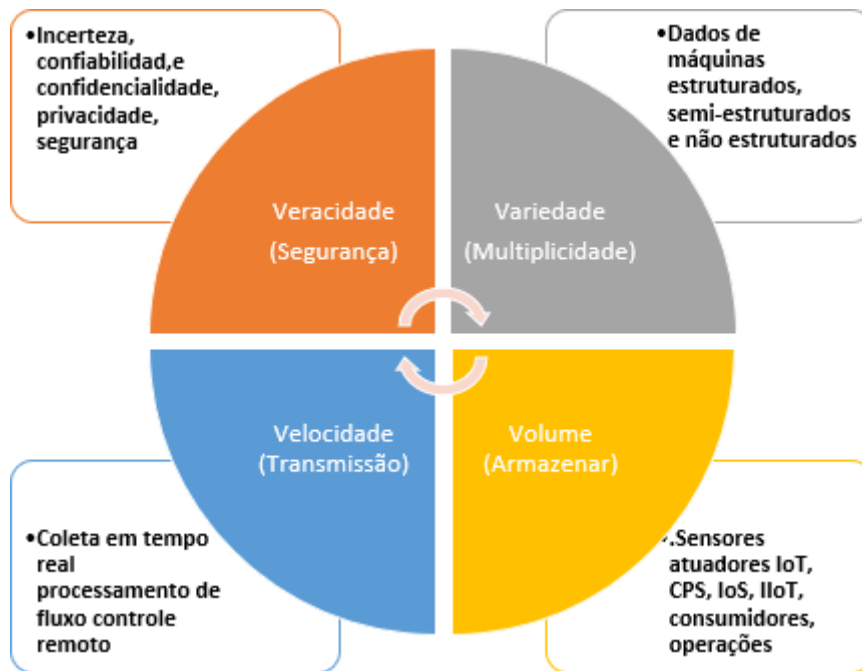 •Incerteza,
confiabilidad,e
confidencialidade,
privacidade,
segurança
•Dados de
máquinas
estruturados,
semi-estruturados
e não estruturados
Veracidade
(Segurança)
Variedade
(Multiplicidade)
Velocidade
(Transmissão)
Volume
(Armazenar)
•Coleta em tempo
real
processamento de
fluxo controle
remoto
•.Sensores
atuadores IoT,
CPS, IoS, IIoT,
consumidores,
operações